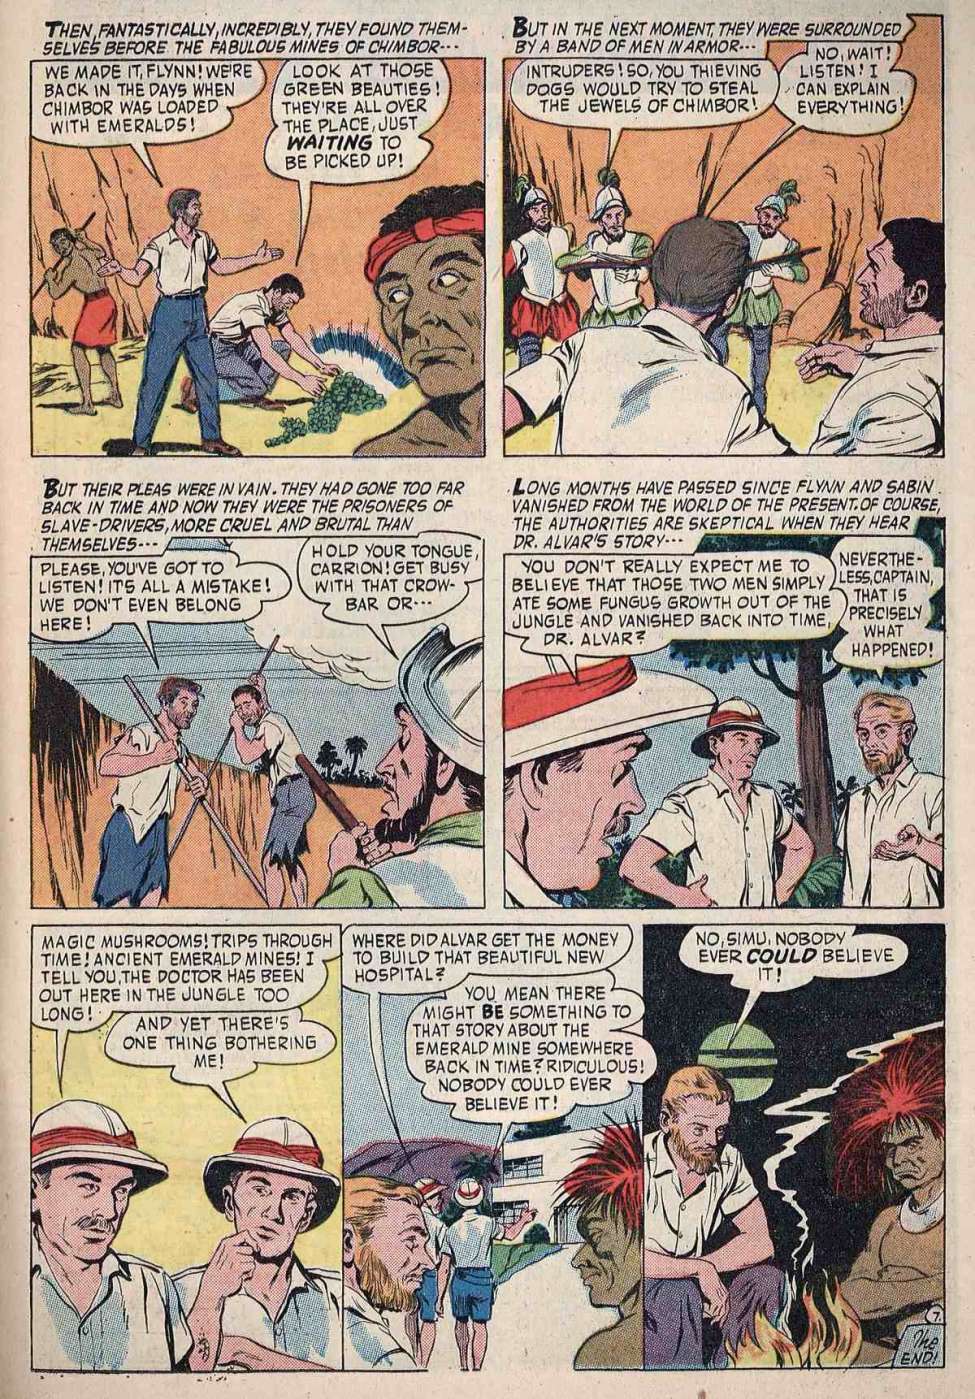 THEN, FANTASTICALLY, INCREDIBLY, THEY FOUND THEM-
SELVES BEFORE THE FABULOUS MINES OF CHIMBOR---
WE MADE IT, FLYNN! WE'RE
BACK IN THE DAYS WHEN
CHIMBOR WAS LOADED
WITH EMERALDS!
LOOK AT THOSE
GREEN BEAUTIES!
THEY'RE ALL OVER
THE PLACE, JUST
WAITING TO
BE PICKED UP!
BUT IN THE NEXT MOMENT, THEY WERE SURROUNDED
BY A BAND OF MEN IN ARMOR---
INTRUDERS! SO, YOU THIEVING
DOGS WOULD TRY TO STEAL
THE JEWELS OF CHIMBOR!
NO, WAIT!
LISTEN! I
CAN EXPLAIN
EVERYTHING!
BUT THEIR PLEAS WERE IN VAIN. THEY HAD GONE TOO FAR
BACK IN TIME AND NOW THEY WERE THE PRISONERS OF
SLAVE-DRIVERS, MORE CRUEL AND BRUTAL THAN
THEMSELVES---
PLEASE, YOU'VE GOT TO
LISTEN! IT'S ALL A MISTAKE!
WE DON'T EVEN BELONG
HERE!
HOLD YOUR TONGUE,
CARRION! GET BUSY
WITH THAT CROW-
BAR OR---
LONG MONTHS HAVE PASSED SINCE FLYNN AND SABIN
VANISHED FROM THE WORLD OF THE PRESENT. OF COURSE,
THE AUTHORITIES ARE SKEPTICAL WHEN THEY HEAR
DR. ALVAR'S STORY---
YOU DON'T REALLY EXPECT ME TO
BELIEVE THAT THOSE TWO MEN SIMPLY
ATE SOME FUNGUS GROWTH OUT OF THE
JUNGLE AND VANISHED BACK INTO TIME,
DR. ALVAR?
NEVERTHE-
LESS, CAPTAIN,
THAT IS
PRECISELY
WHAT
HAPPENED!
MAGIC MUSHROOMS! TRIPS THROUGH
TIME! ANCIENT EMERALD MINES! I
TELL YOU, THE DOCTOR HAS BEEN
OUT HERE IN THE JUNGLE TOO
LONG!
AND YET THERE'S
ONE THING BOTHERING
ME!
WHERE DID ALVAR GET THE MONEY
TO BUILD THAT BEAUTIFUL NEW
HOSPITAL?
YOU MEAN THERE
MIGHT BE SOMETHING TO
THAT STORY ABOUT THE
EMERALD MINE SOMEWHERE
BACK IN TIME? RIDICULOUS!
NOBODY COULD EVER
BELIEVE IT!
NO, SIMU, NOBODY
EVER COULD BELIEVE
IT!
7
The
END!